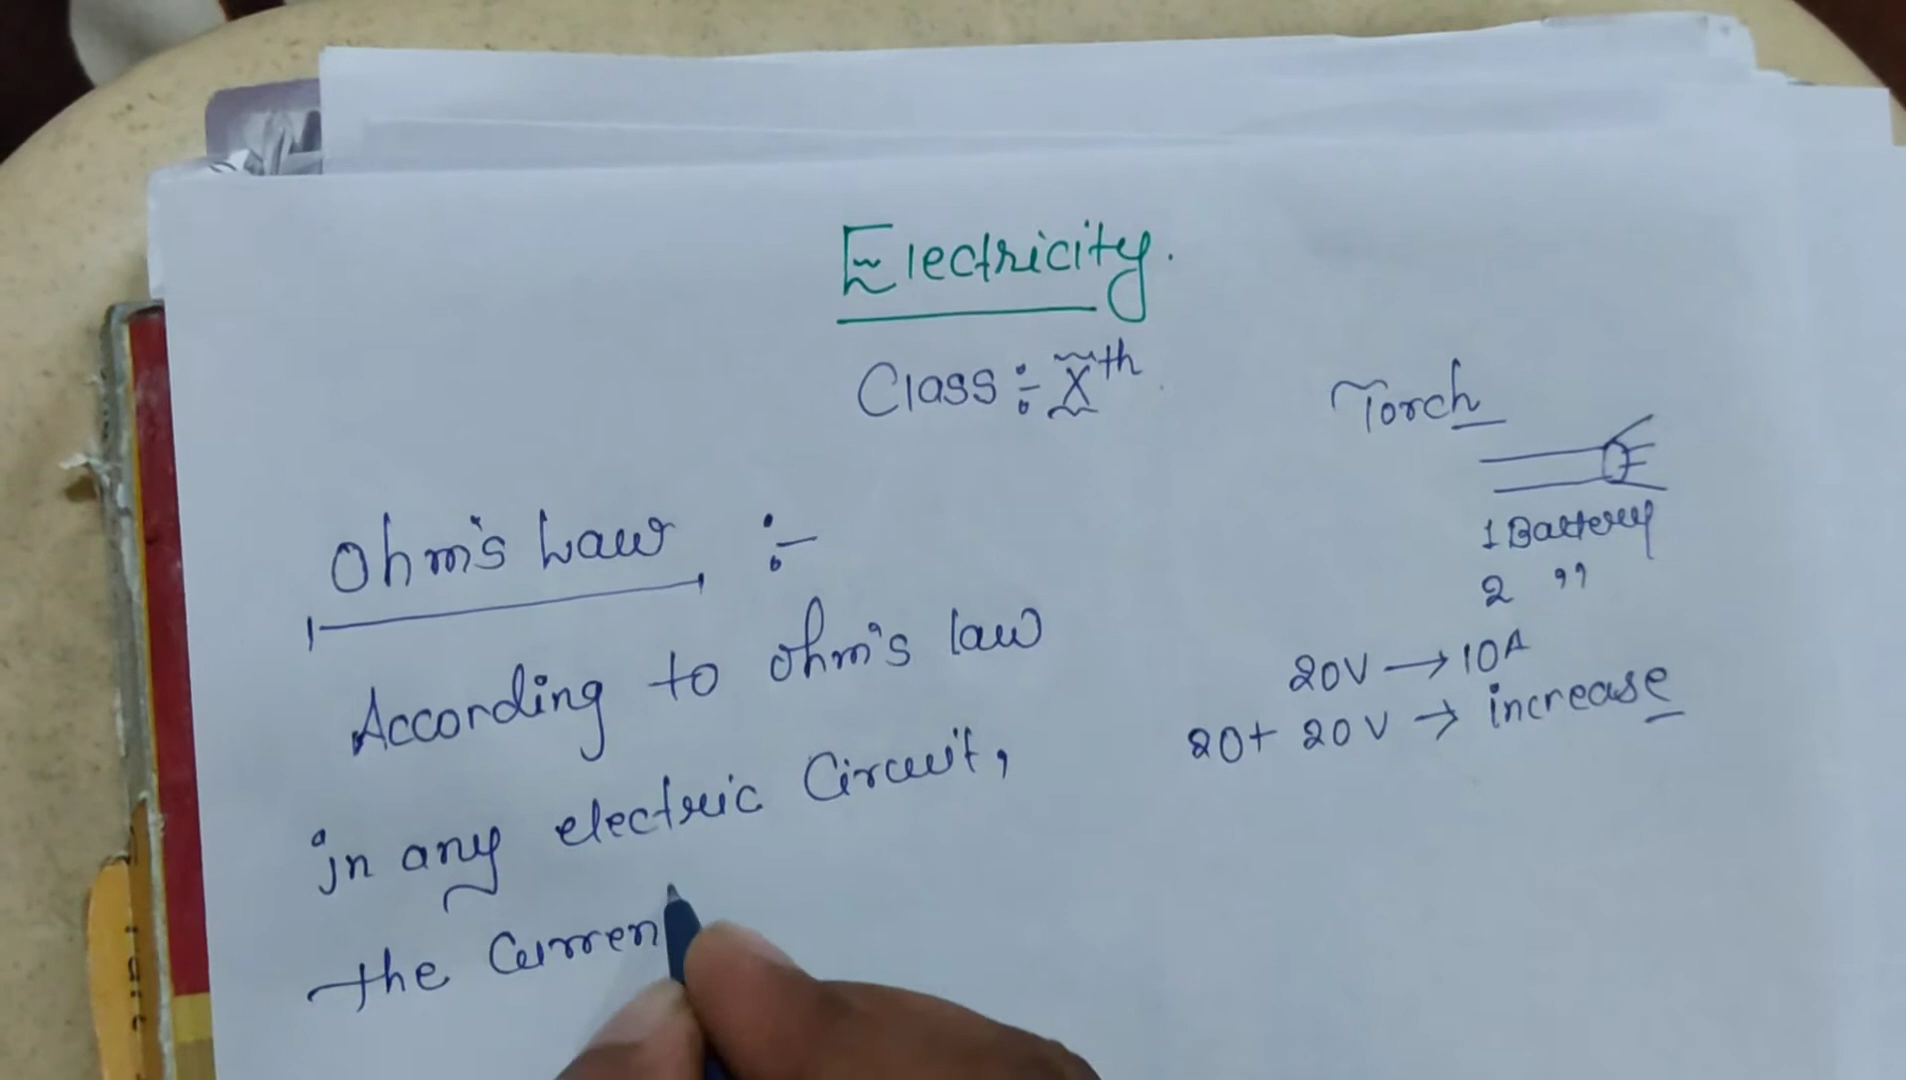 Electricity.
Class :- Xth
Torch
1 Battery
2 "
20V → 10A
20+ 20V → increase
Ohm's Law :-
According to ohm's law
in any electric Circuit,
the Curren